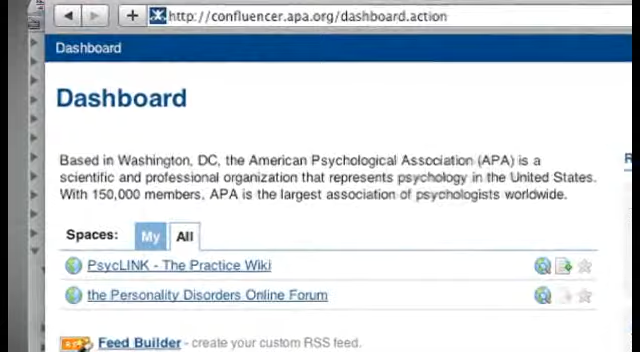 http://confluencer.apa.org/dashboard.action
Dashboard
Dashboard
Based in Washington, DC, the American Psychological Association (APA) is a
scientific and professional organization that represents psychology in the United States.
With 150,000 members, APA is the largest association of psychologists worldwide.
Spaces: My All
PsycLINK - The Practice Wiki
the Personality Disorders Online Forum
Feed Builder - create your custom RSS feed.